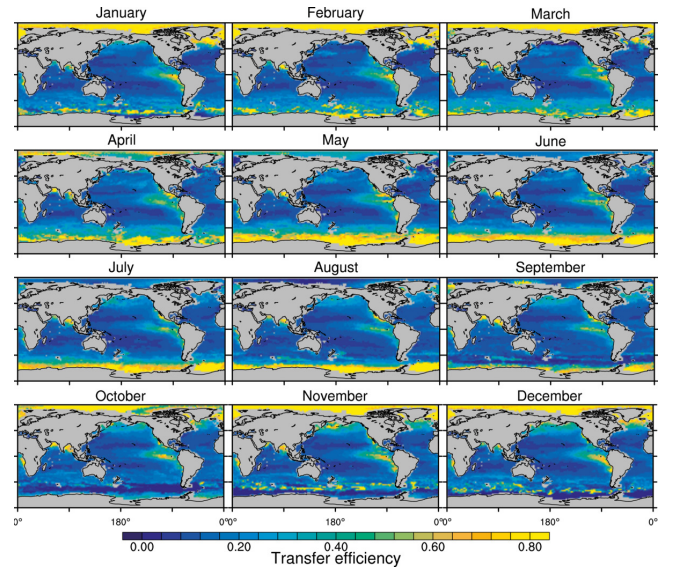 January February March
April May June
July August September
October November December
0° 180° 0° 0° 180° 0° 0° 180° 0°
0.00 0.20 0.40 0.60 0.80
Transfer efficiency